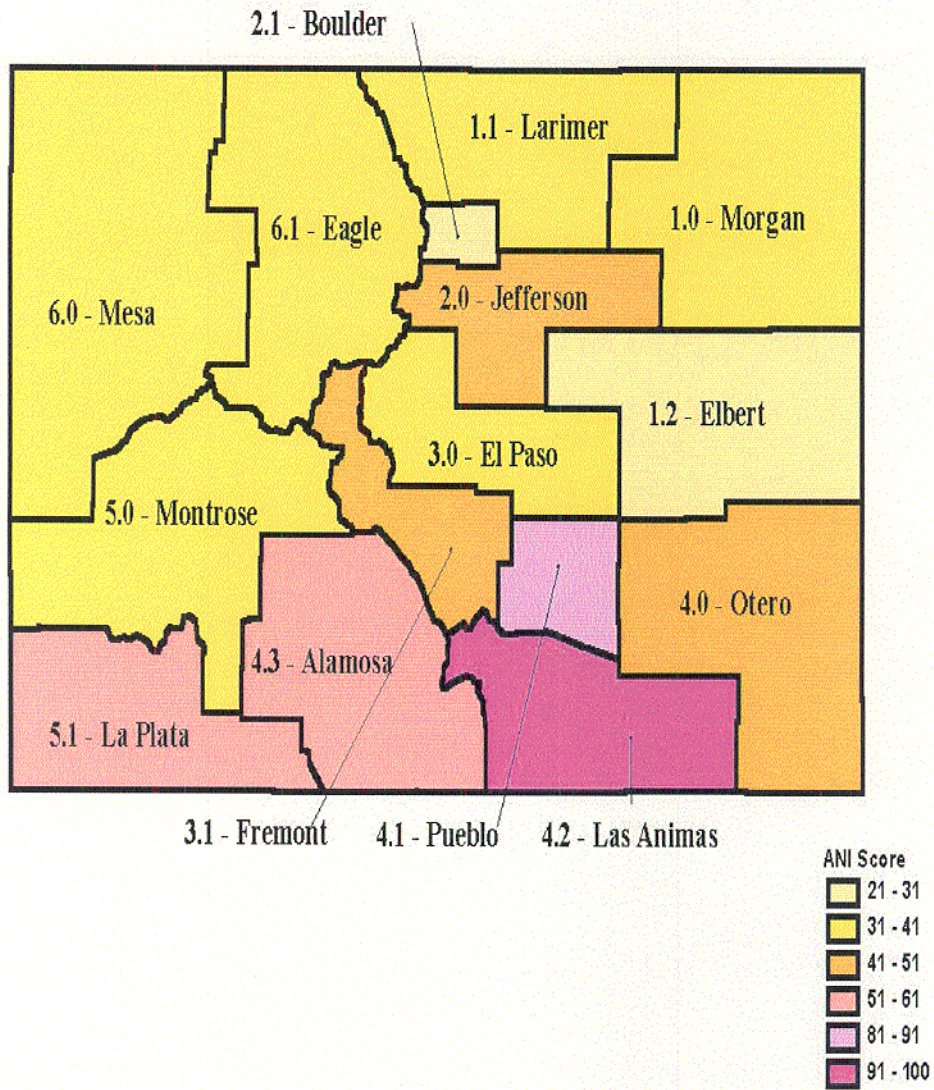 2.1 - Boulder
1.1 - Larimer
1.0 - Morgan
6.1 - Eagle
2.0 - Jefferson
6.0 - Mesa
1.2 - Elbert
3.0 - El Paso
5.0 - Montrose
4.0 - Otero
4.3 - Alamosa
5.1 - La Plata
3.1 - Fremont
4.1 - Pueblo
4.2 - Las Animas
ANI Score
21 - 31
31 - 41
41 - 51
51 - 61
81 - 91
91 - 100